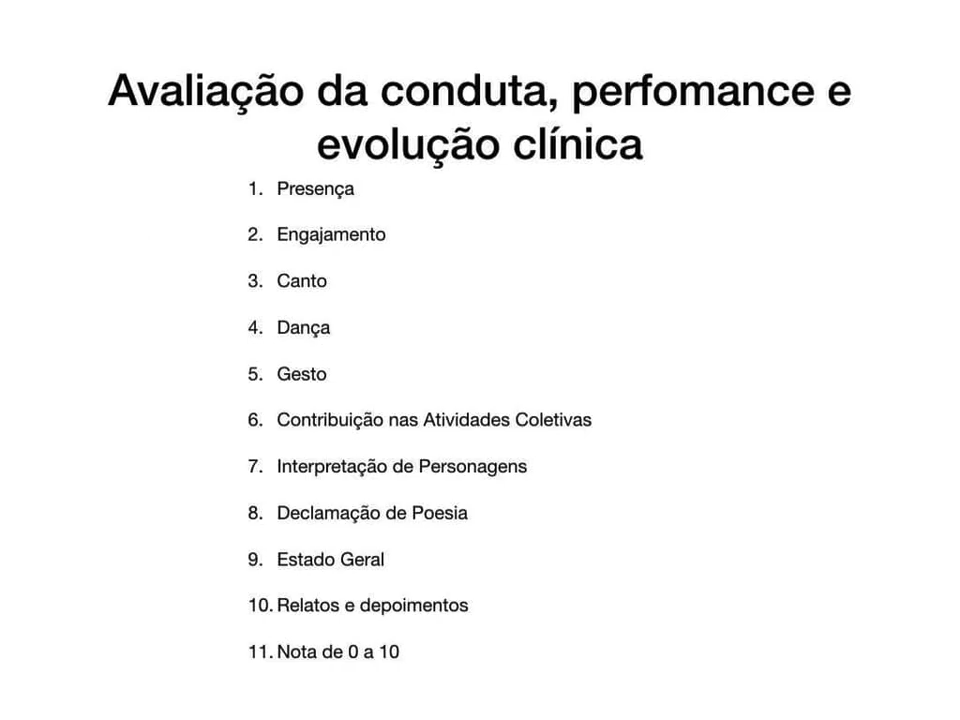 Avaliação da conduta, perfomance e
evolução clínica
1. Presença
2. Engajamento
3. Canto
4. Dança
5. Gesto
6. Contribuição nas Atividades Coletivas
7. Interpretação de Personagens
8. Declamação de Poesia
9. Estado Geral
10. Relatos e depoimentos
11. Nota de 0 a 10